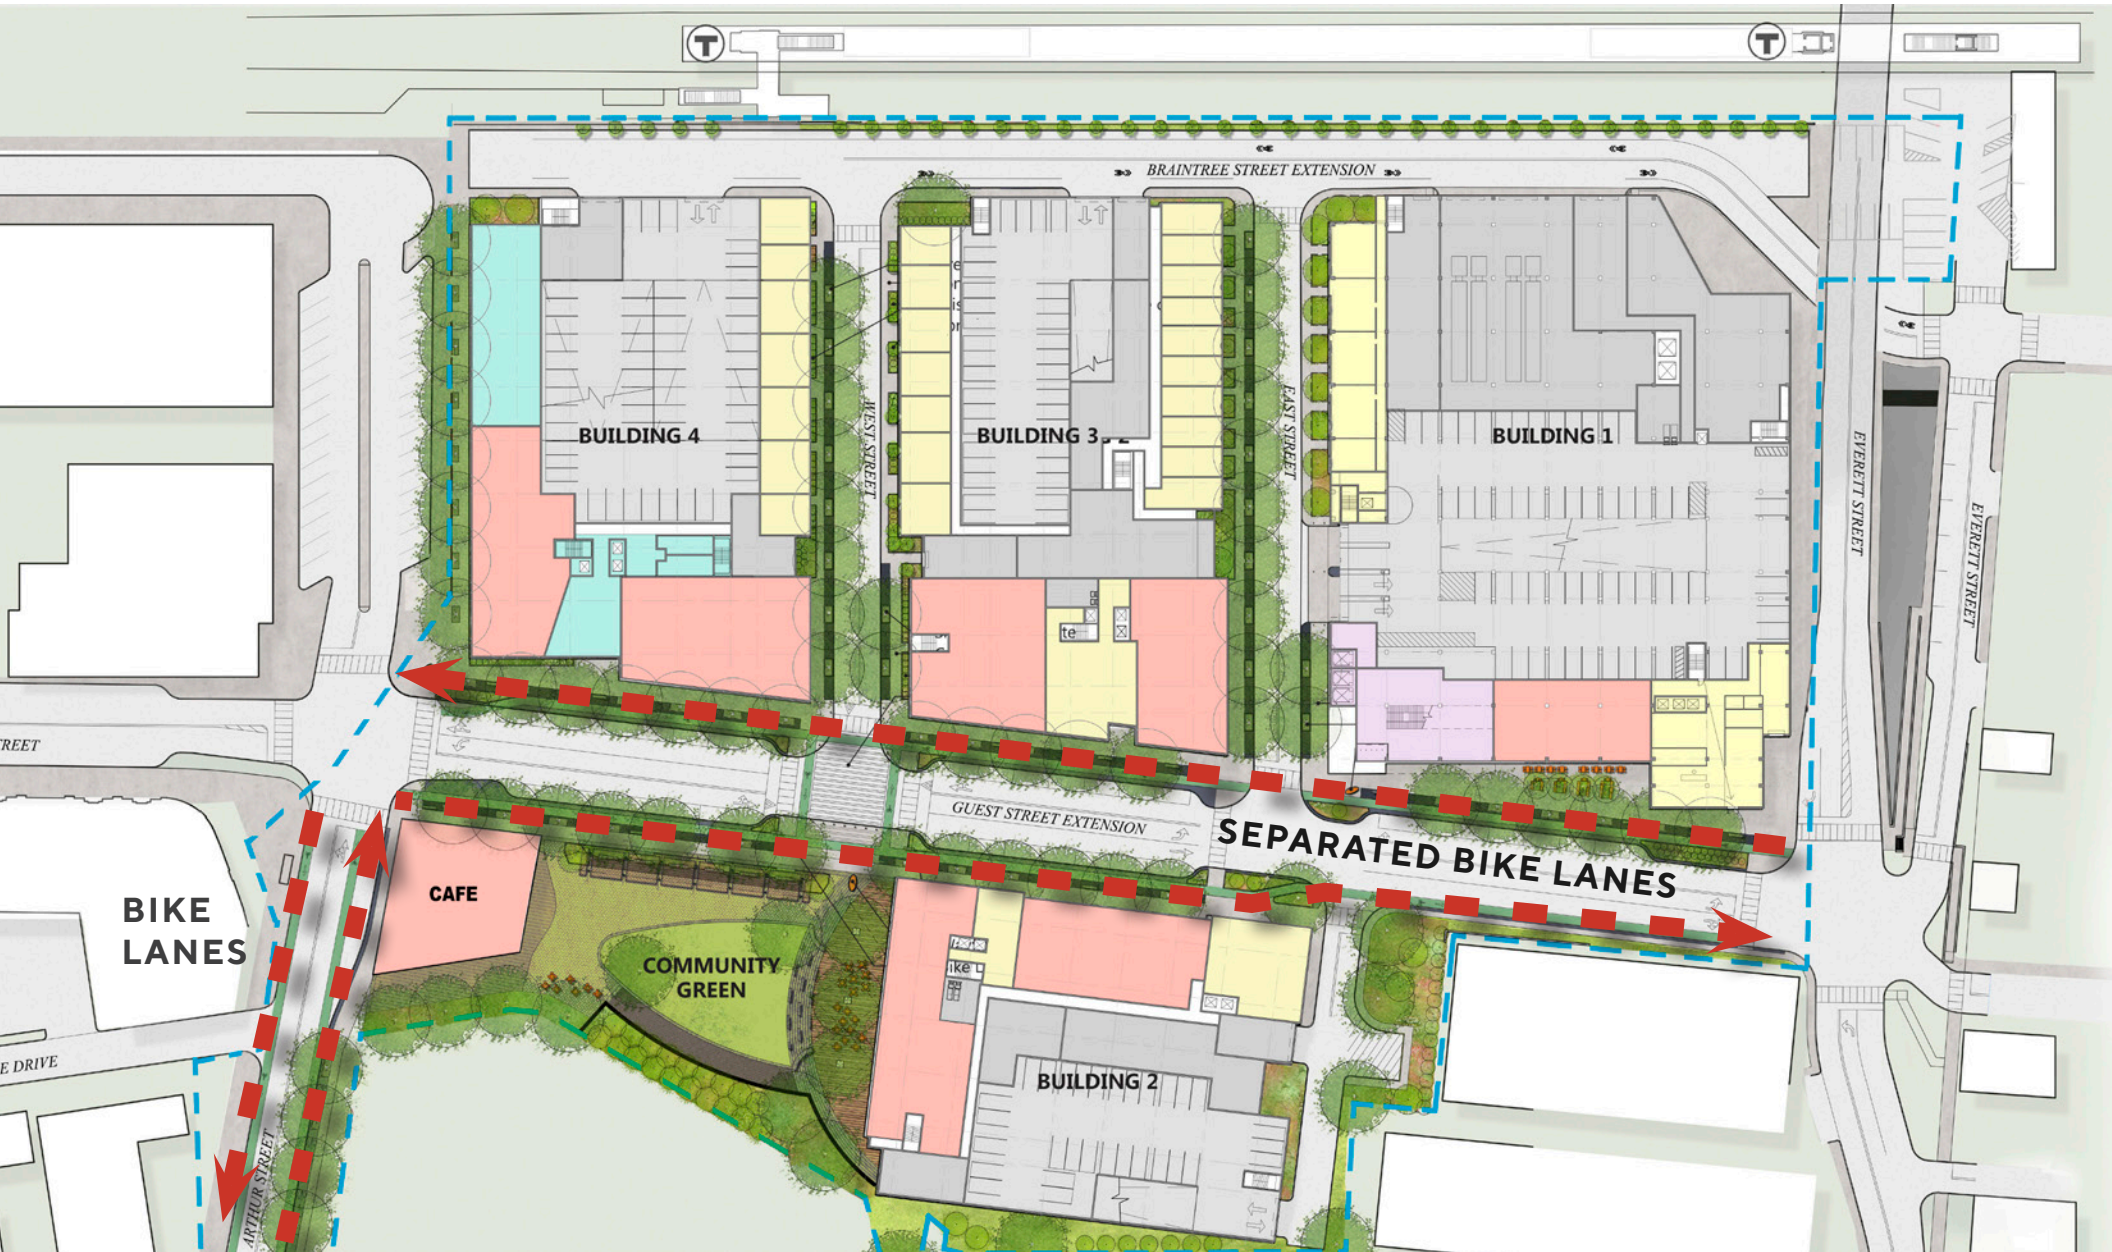 T
T
BRAINTREE STREET EXTENSION
BUILDING 4
WEST STREET
BUILDING 3
EAST STREET
BUILDING 1
EVERETT STREET
EVERETT STREET
te
REET
GUEST STREET EXTENSION
SEPARATED BIKE LANES
BIKE
LANES
CAFE
COMMUNITY
GREEN
BUILDING 2
E DRIVE
ARTHUR STREET